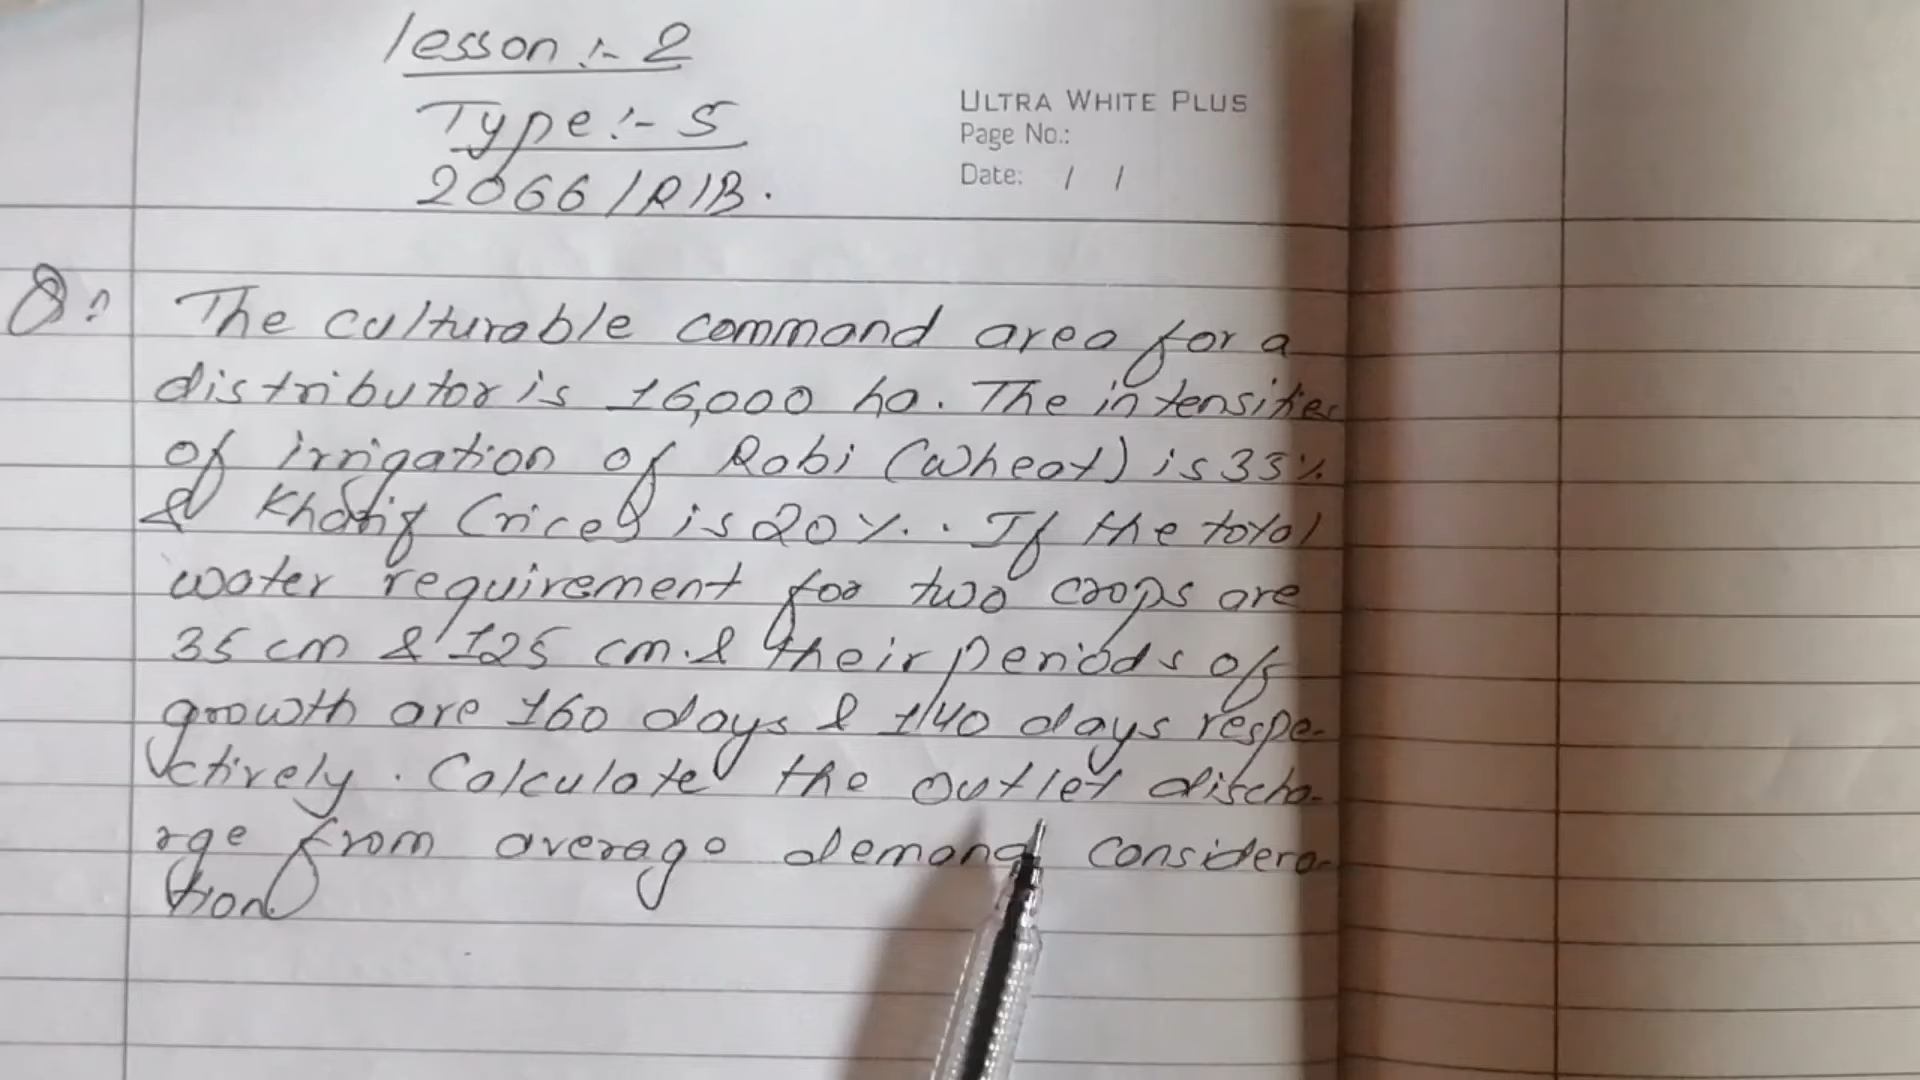 lesson :- 2
Type :- 5
2066/R/B.
ULTRA WHITE PLUS
Page No.:
Date: / /
Q: The culturable command area for a
distributor is 16,000 ha. The intensities
of irrigation of Rabi (wheat) is 35%
& Kharif (rice) is 20%. If the total
water requirement for two crops are
35 cm & 125 cm. & their periods of
growth are 160 days & 140 days respe-
ctively. Calculate the outlet discha-
rge from average demand considera-
tion